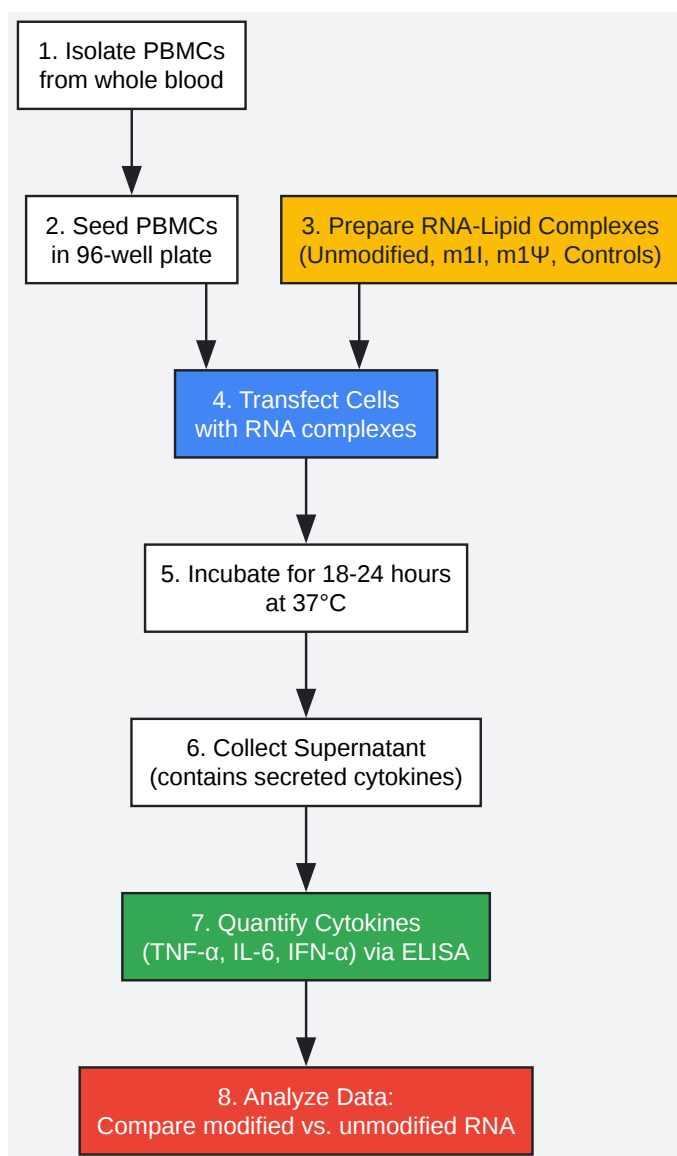 1. Isolate PBMCs
from whole blood
2. Seed PBMCs
in 96-well plate
3. Prepare RNA-Lipid Complexes
(Unmodified, m1I, m1Ψ, Controls)
4. Transfect Cells
with RNA complexes
5. Incubate for 18-24 hours
at 37°C
6. Collect Supernatant
(contains secreted cytokines)
7. Quantify Cytokines
(TNF-α, IL-6, IFN-α) via ELISA
8. Analyze Data:
Compare modified vs. unmodified RNA